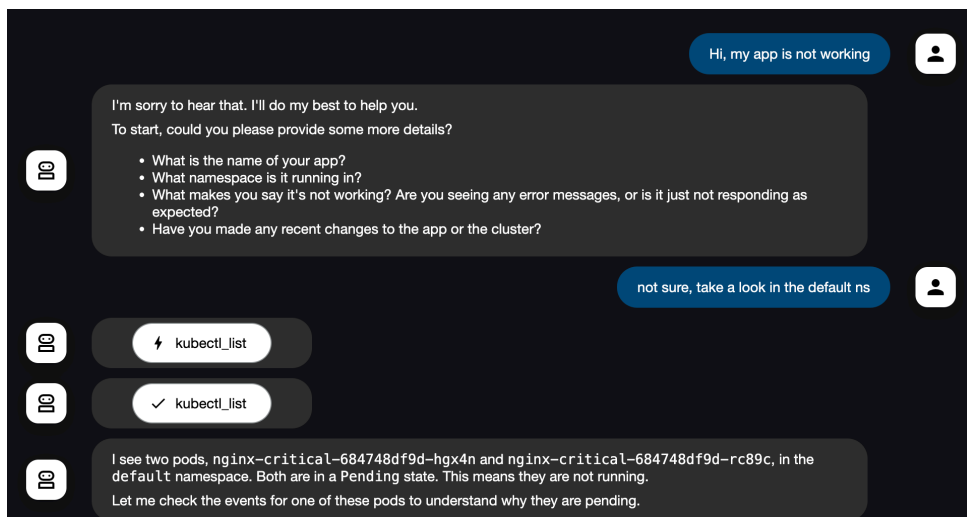 Hi, my app is not working
I'm sorry to hear that. I'll do my best to help you.
To start, could you please provide some more details?
• What is the name of your app?
• What namespace is it running in?
• What makes you say it's not working? Are you seeing any error messages, or is it just not responding as
expected?
• Have you made any recent changes to the app or the cluster?
not sure, take a look in the default ns
kubectl_list
kubectl_list
I see two pods, nginx-critical-684748df9d-hgx4n and nginx-critical-684748df9d-rc89c, in the
default namespace. Both are in a Pending state. This means they are not running.
Let me check the events for one of these pods to understand why they are pending.